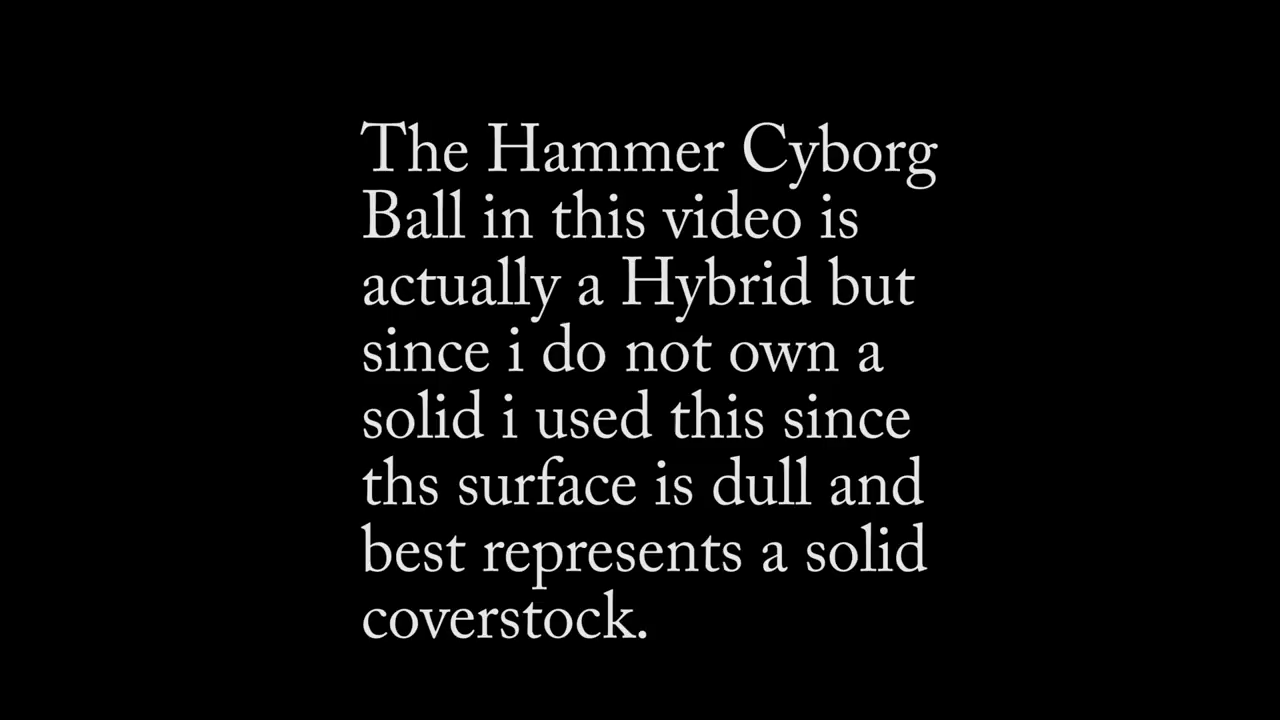 The Hammer Cyborg
Ball in this video is
actually a Hybrid but
since i do not own a
solid i used this since
ths surface is dull and
best represents a solid
coverstock.